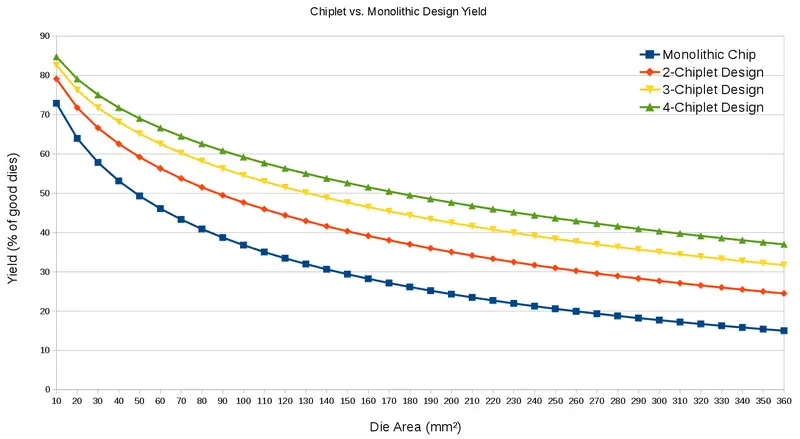 Chiplet vs. Monolithic Design Yield
90
80
70
60
50
40
30
20
10
0
Yield (% of good dies)
Monolithic Chip
2-Chiplet Design
3-Chiplet Design
4-Chiplet Design
10 20 30 40 50 60 70 80 90 100 110 120 130 140 150 160 170 180 190 200 210 220 230 240 250 260 270 280 290 300 310 320 330 340 350 360
Die Area (mm²)